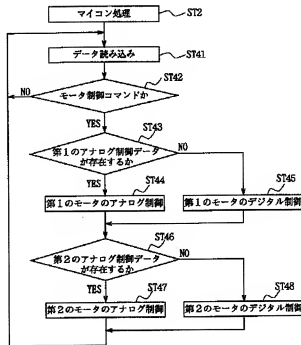 マイコン処理
ST2
データ読み込み
ST41
ST42
モータ制御コマンドか
NO
YES
ST43
第1のアナログ制御データ
が存在するか
NO
YES
ST44
ST45
第1のモータのアナログ制御
第1のモータのデジタル制御
ST46
第2のアナログ制御データ
が存在するか
NO
YES
ST47
ST48
第2のモータのアナログ制御
第2のモータのデジタル制御